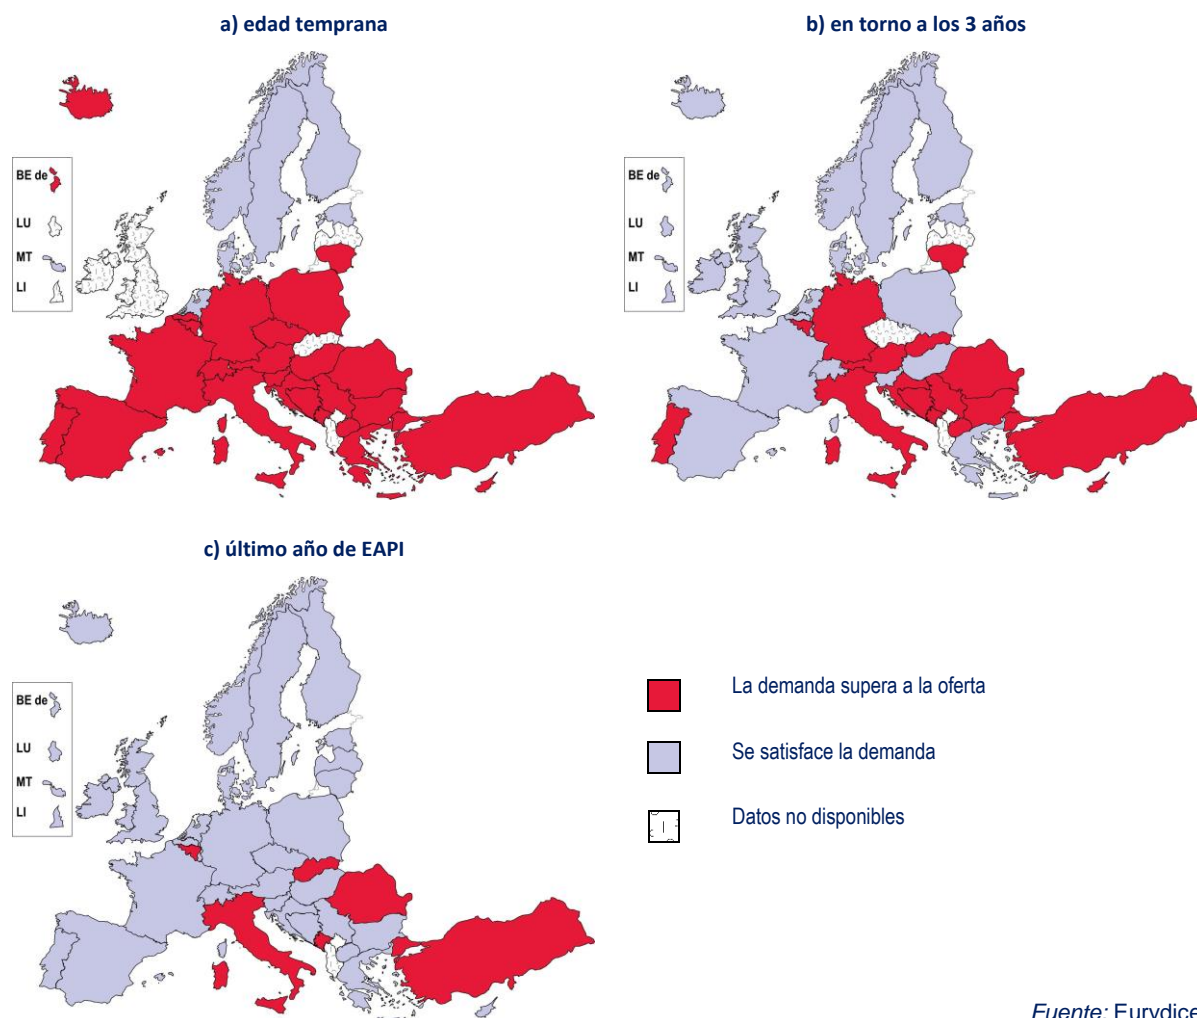 a) edad temprana
b) en torno a los 3 años
BE de
LU
MT
LI
BE de
LU
MT
LI
c) último año de EAPI
BE de
LU
MT
LI
La demanda supera a la oferta
Se satisface la demanda
Datos no disponibles
Fuente: Eurydice